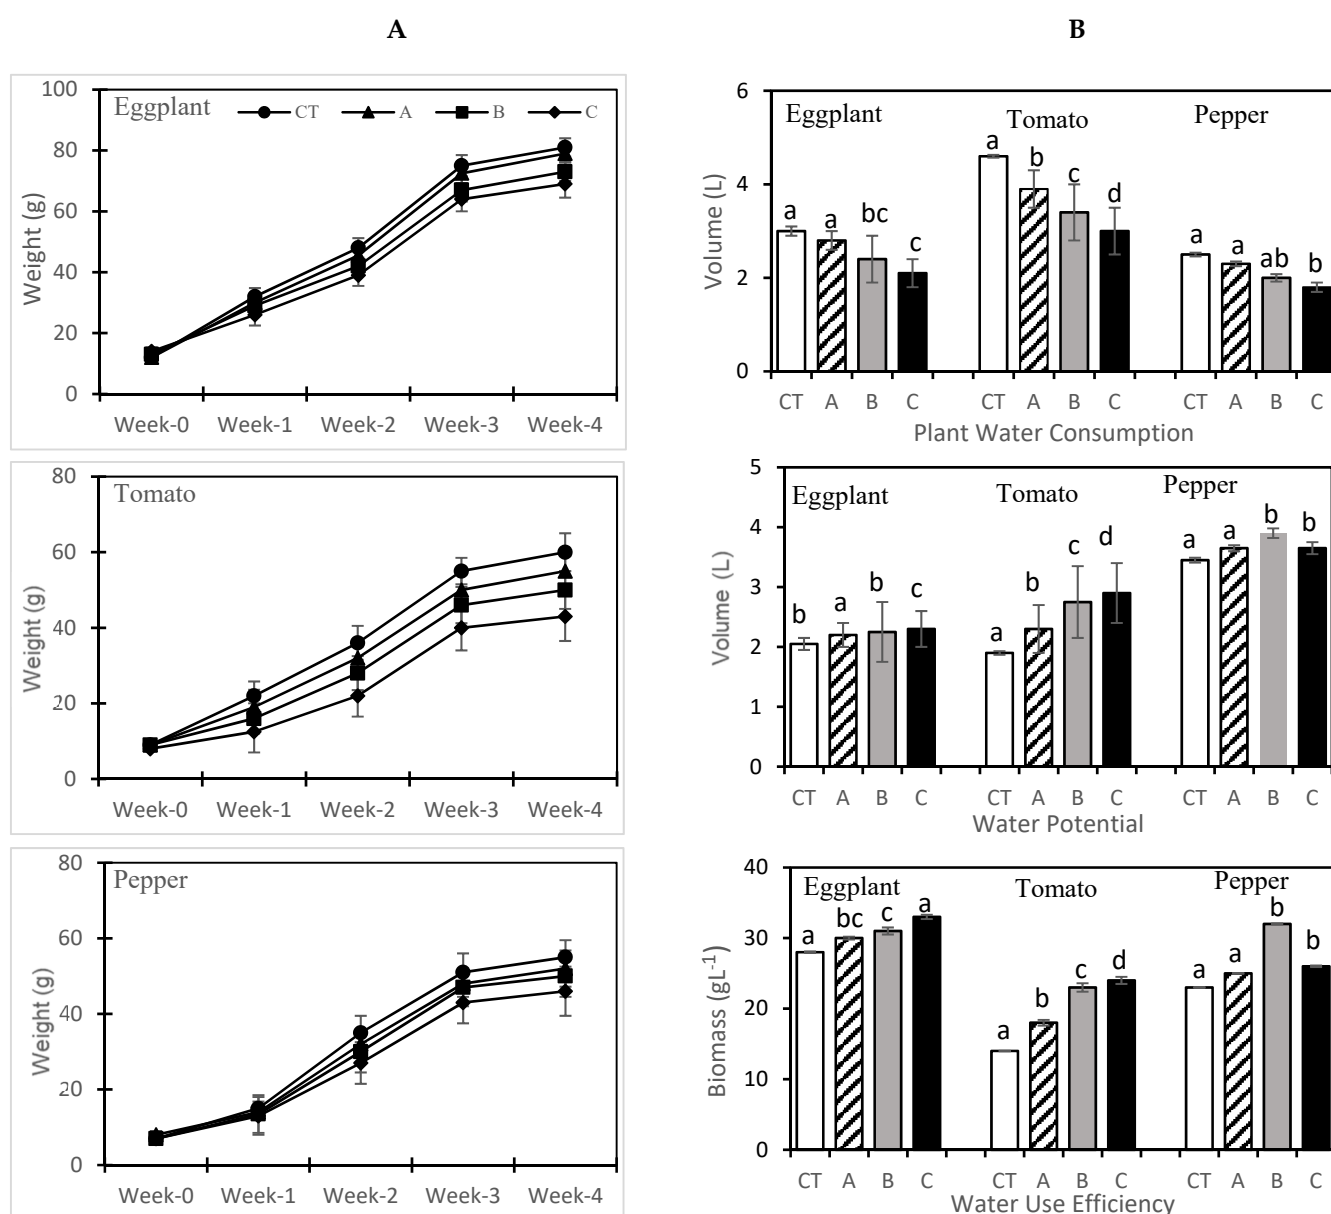 A
B
Eggplant
CT A B C
100
80
60
40
20
0
Weight (g)
Week-0 Week-1 Week-2 Week-3 Week-4
Tomato
80
60
40
20
0
Weight (g)
Week-0 Week-1 Week-2 Week-3 Week-4
Pepper
80
60
40
20
0
Weight (g)
Week-0 Week-1 Week-2 Week-3 Week-4
6
4
2
0
Volume (L)
Eggplant Tomato Pepper
a a bc c a b c d a a ab b
CT A B C CT A B C CT A B C
Plant Water Consumption
5
4
3
2
1
0
Volume (L)
Eggplant Tomato Pepper
b a b c a b c d a a b b
CT A B C CT A B C CT A B C
Water Potential
40
30
20
10
0
Biomass (gL-1)
Eggplant Tomato Pepper
a bc c a a b c d a a b b
CT A B C CT A B C CT A B C
Water Use Efficiency